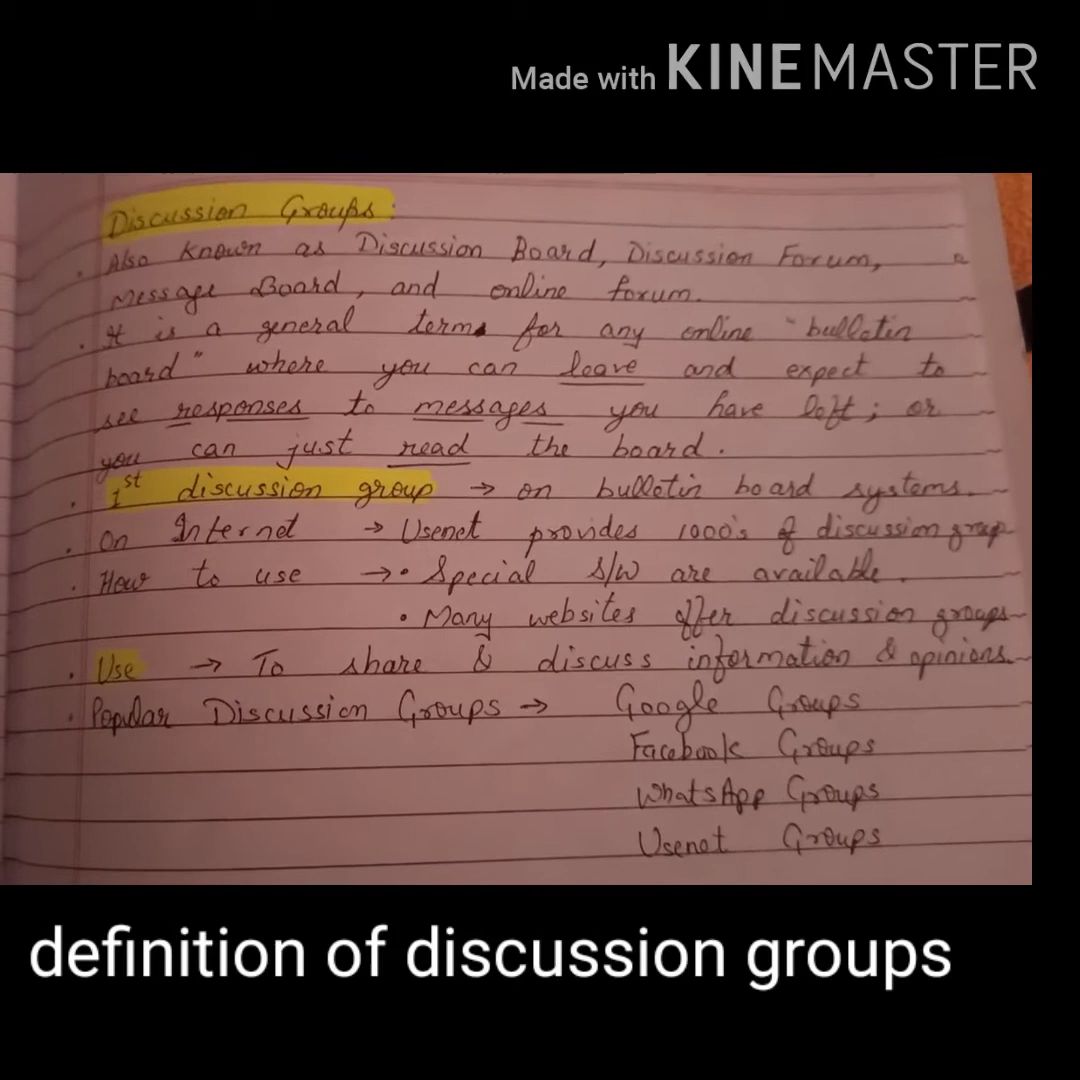 Made with KINEMASTER
Discussion Groups:
. Also known as Discussion Board, Discussion Forum,
Message Board, and online forum.
. It is a general term for any online "bulletin
board" where you can leave and expect to
see responses to messages you have left; or
you can just read the board.
. 1st discussion group → on bulletin board systems.
. On Internet → Usenet provides 1000's of discussion group
. How to use → • Special S/W are available.
• Many websites offer discussion groups
. Use → To share & discuss information & opinions.
. Popular Discussion Groups → Google Groups
Facebook Groups
WhatsApp Groups
Usenet Groups
definition of discussion groups